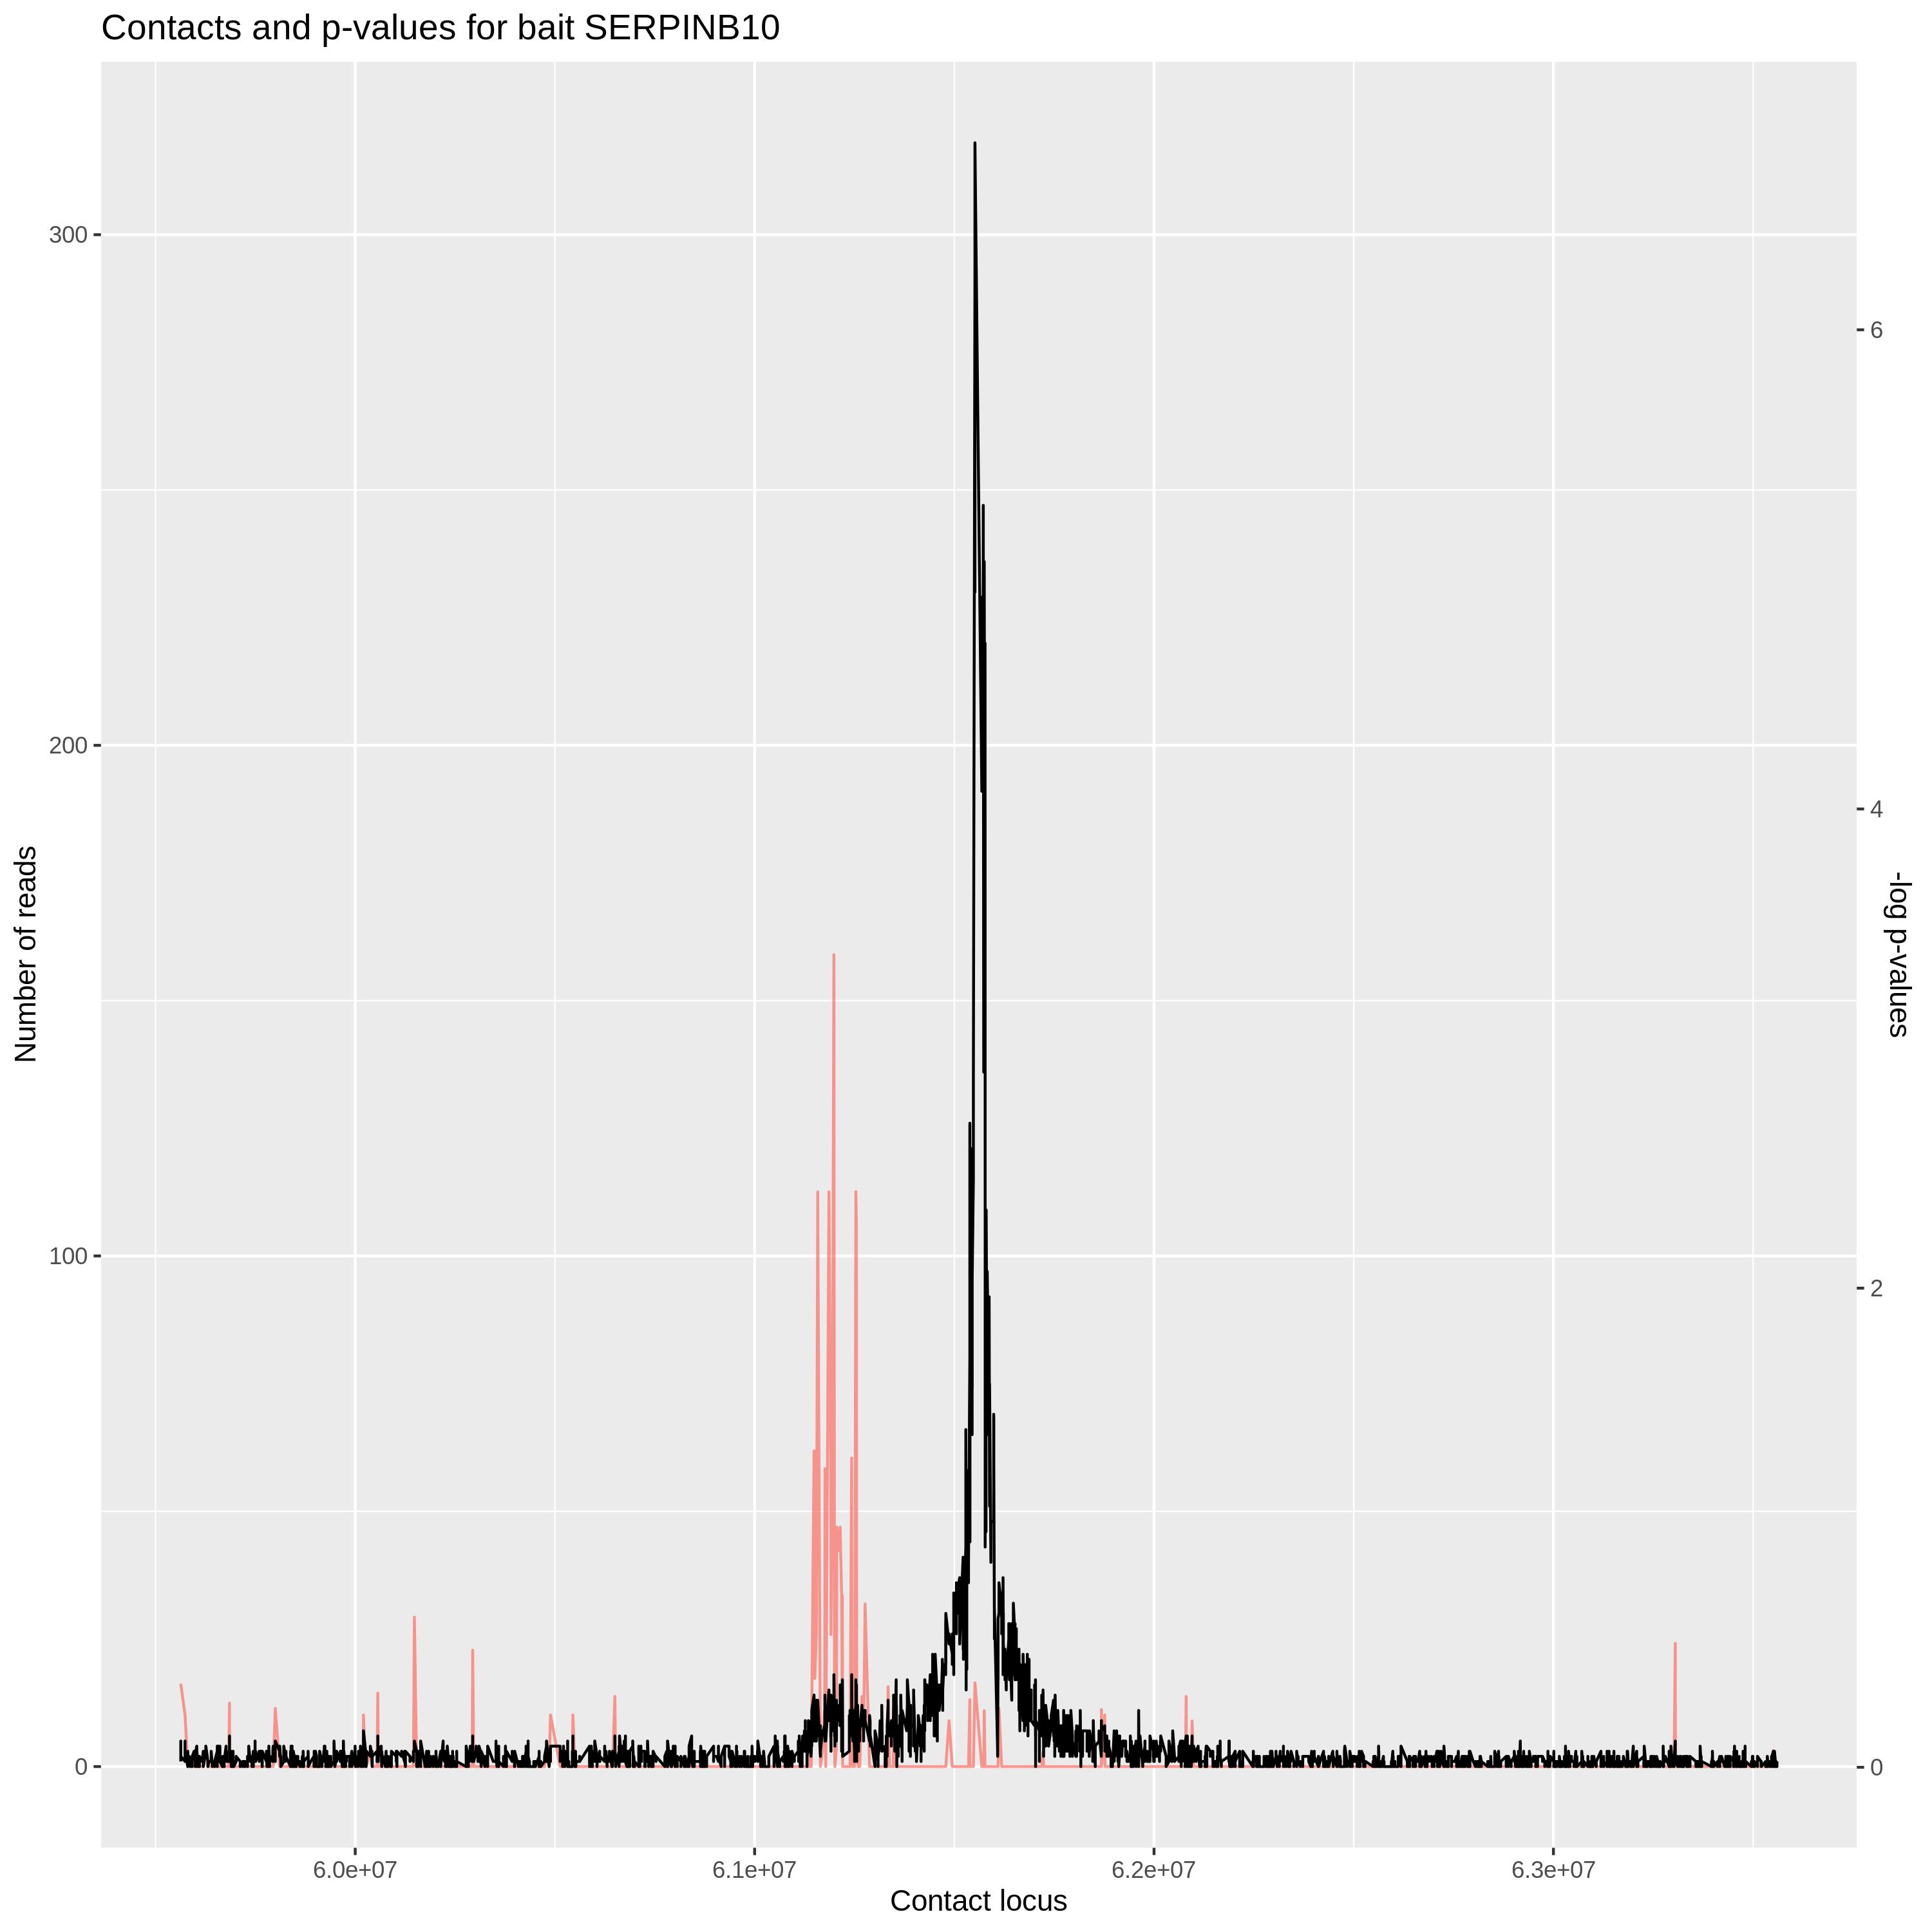 Contacts and p-values for bait SERPINB10
300
200
100
0
Number of reads
6
4
2
0
-log p-values
6.0e+07
6.1e+07
6.2e+07
6.3e+07
Contact locus